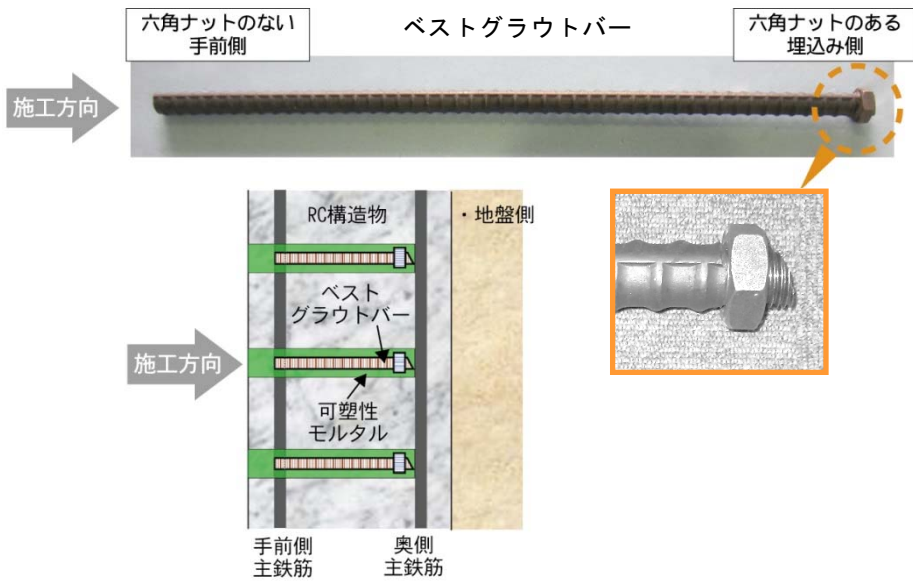 六角ナットのない
手前側
ベストグラウトバー
六角ナットのある
埋込み側
施工方向
RC構造物
・地盤側
ベスト
グラウトバー
施工方向
可塑性
モルタル
手前側
主鉄筋
奥側
主鉄筋